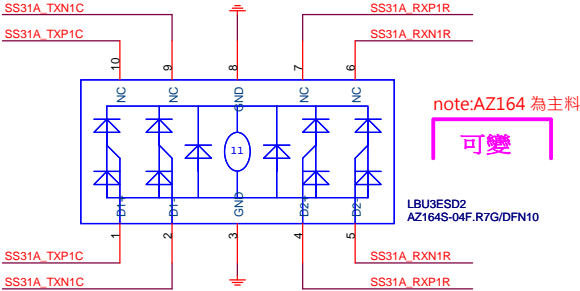 SS31A_TXN1C
SS31A_RXP1R
SS31A_TXP1C
SS31A_RXN1R
10
9
8
7
6
NC
NC
GND
NC
NC
note:AZ164 為主料
可變
11
D1+
D1-
GND
D2+
D2-
LBU3ESD2
AZ164S-04F.R7G/DFN10
1
2
3
4
5
SS31A_TXP1C
SS31A_RXN1R
SS31A_TXN1C
SS31A_RXP1R